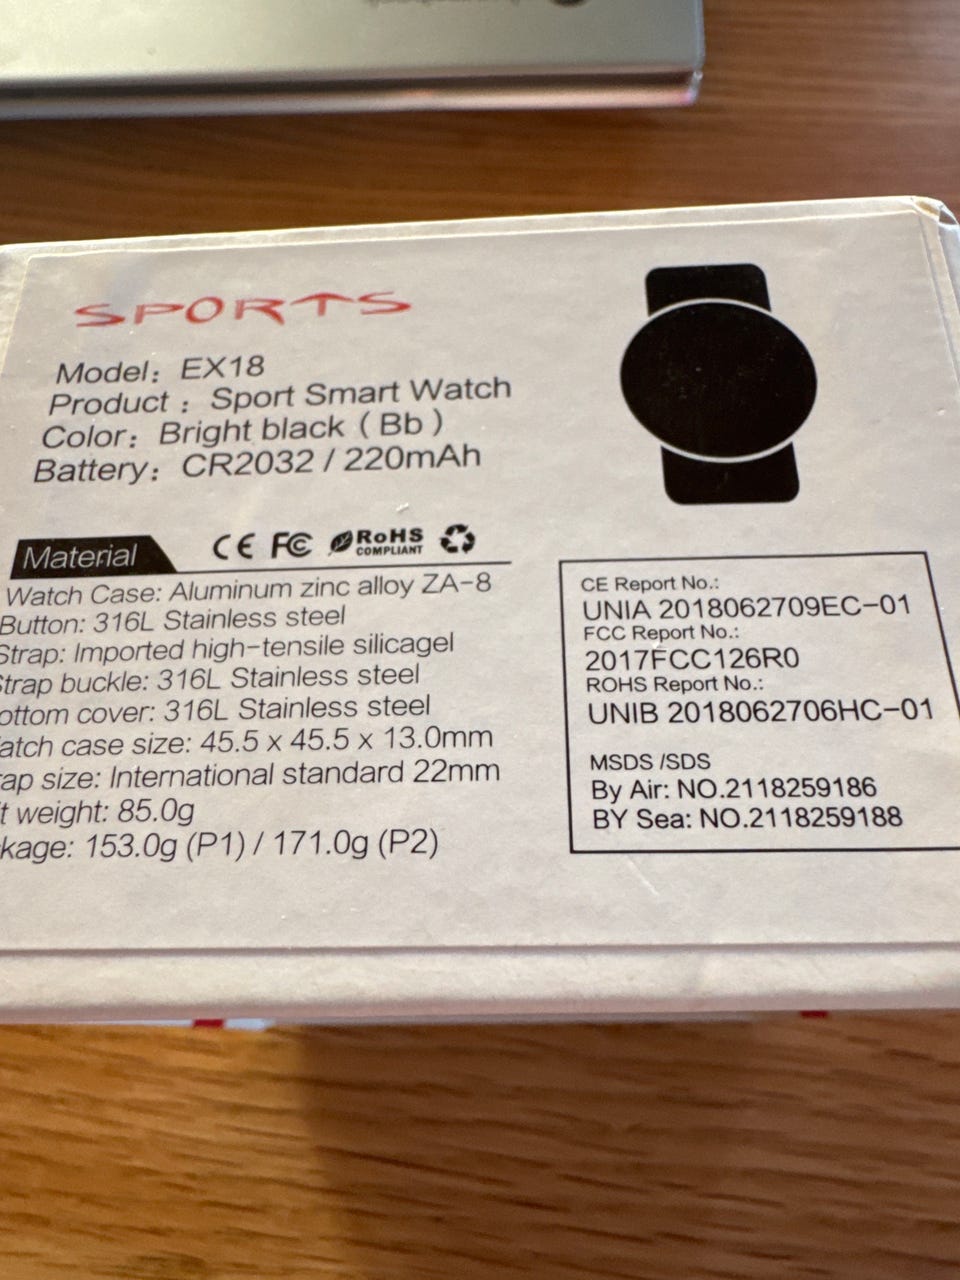 SPORTS
Model: EX18
Product : Sport Smart Watch
Color: Bright black ( Bb )
Battery: CR2032 / 220mAh
Material
CE FC RoHS
COMPLIANT
Watch Case: Aluminum zinc alloy ZA-8
Button: 316L Stainless steel
Strap: Imported high-tensile silicagel
trap buckle: 316L Stainless steel
ottom cover: 316L Stainless steel
atch case size: 45.5 x 45.5 x 13.0mm
ap size: International standard 22mm
t weight: 85.0g
kage: 153.0g (P1) / 171.0g (P2)
CE Report No.:
UNIA 2018062709EC-01
FCC Report No.:
2017FCC126R0
ROHS Report No.:
UNIB 2018062706HC-01
MSDS /SDS
By Air: NO.2118259186
BY Sea: NO.2118259188